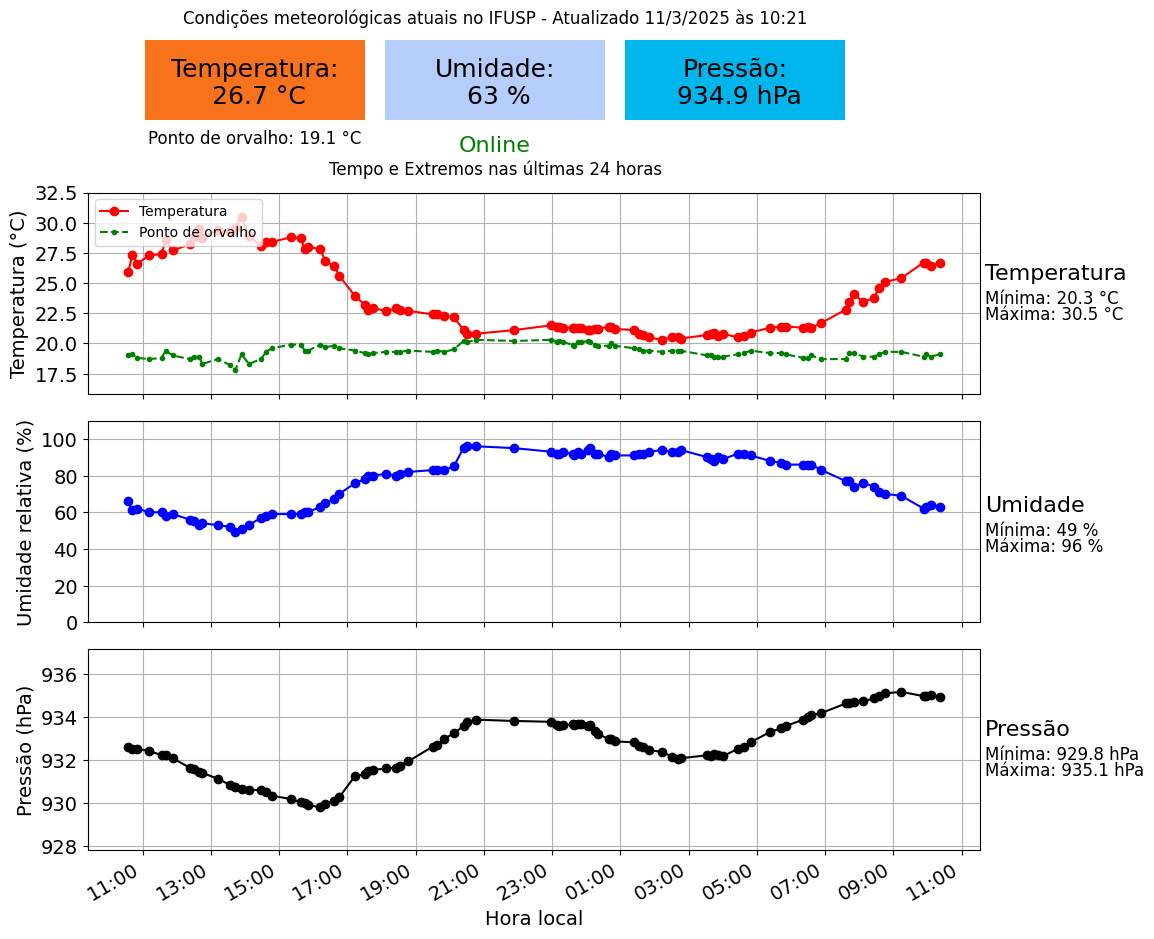 Condições meteorológicas atuais no IFUSP - Atualizado 11/3/2025 às 10:21
Temperatura:
26.7 °C
Umidade:
63 %
Pressão:
934.9 hPa
Ponto de orvalho: 19.1 °C
Online
Tempo e Extremos nas últimas 24 horas
Temperatura (°C)
32.5
30.0
27.5
25.0
22.5
20.0
17.5
Temperatura
Ponto de orvalho
Temperatura
Mínima: 20.3 °C
Máxima: 30.5 °C
Umidade relativa (%)
100
80
60
40
20
0
Umidade
Mínima: 49 %
Máxima: 96 %
Pressão (hPa)
936
934
932
930
928
Pressão
Mínima: 929.8 hPa
Máxima: 935.1 hPa
11:00 13:00 15:00 17:00 19:00 21:00 23:00 01:00 03:00 05:00 07:00 09:00 11:00
Hora local